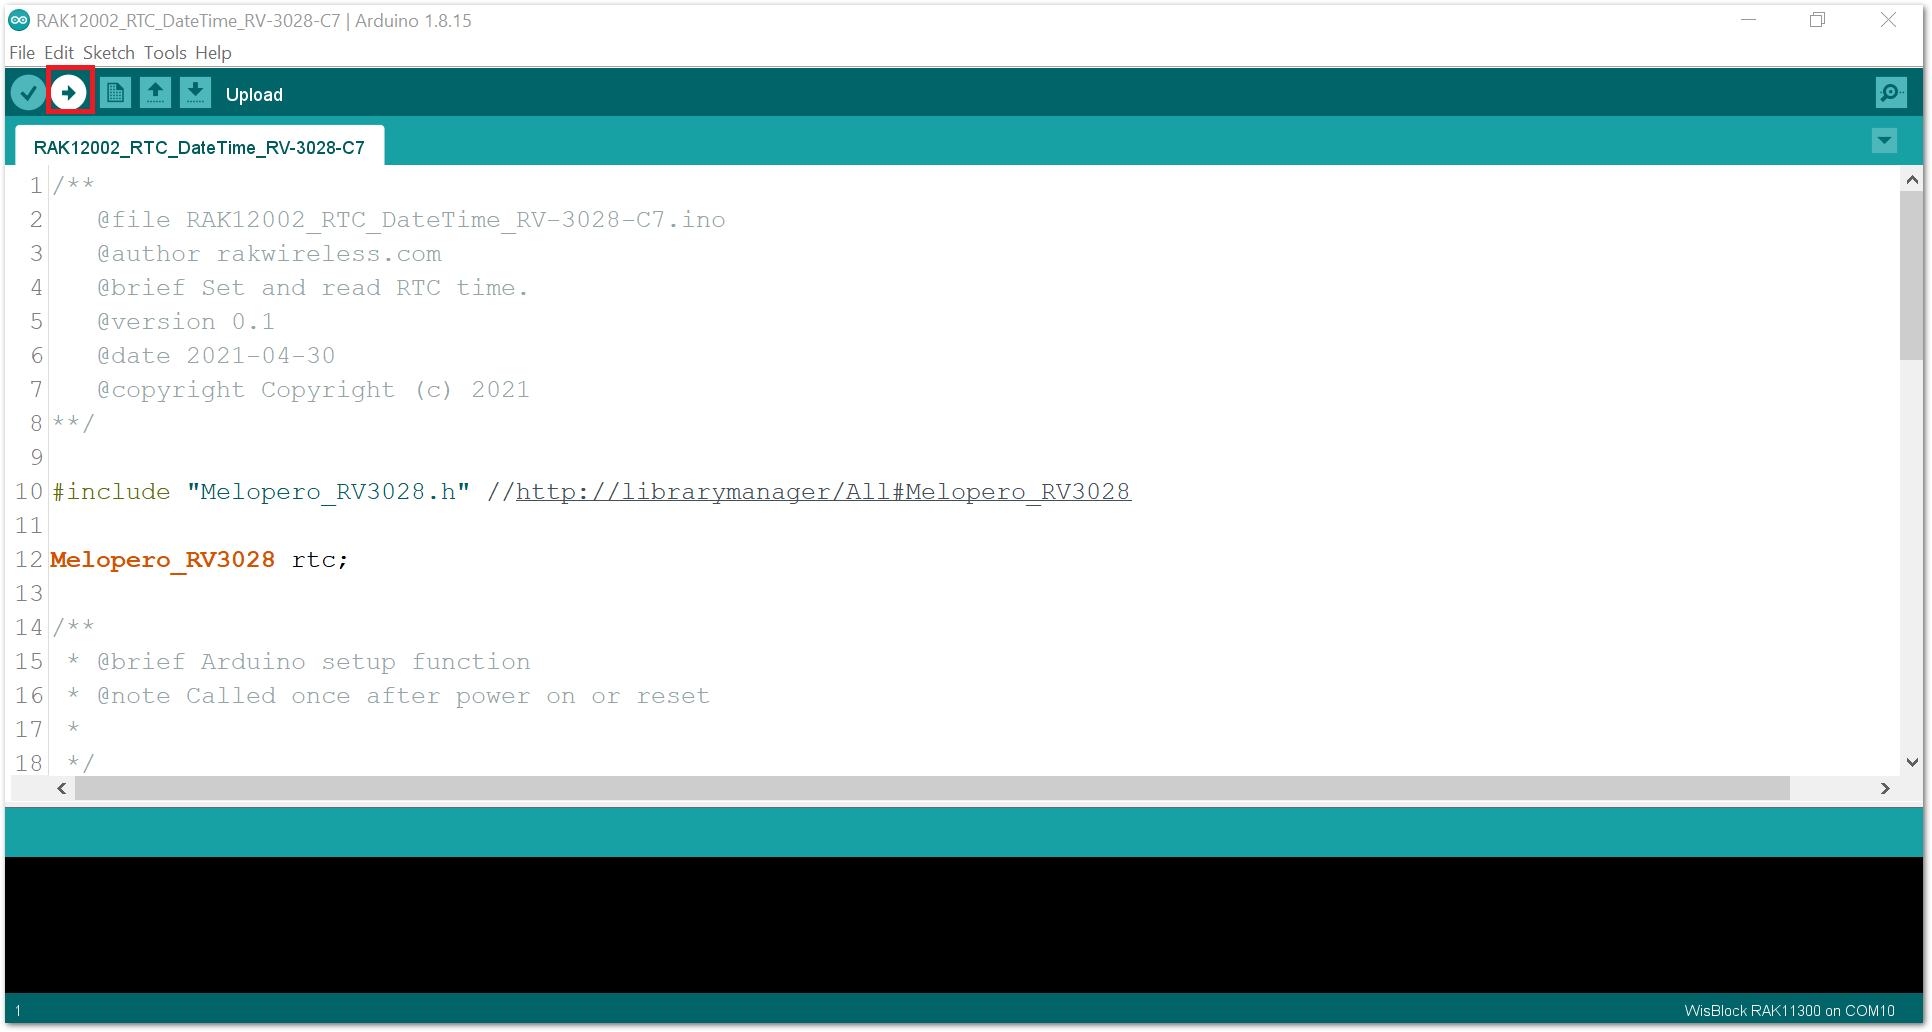 RAK12002_RTC_DateTime_RV-3028-C7 | Arduino 1.8.15
File Edit Sketch Tools Help
Upload
RAK12002_RTC_DateTime_RV-3028-C7
1 /**
2    @file RAK12002_RTC_DateTime_RV-3028-C7.ino
3    @author rakwireless.com
4    @brief Set and read RTC time.
5    @version 0.1
6    @date 2021-04-30
7    @copyright Copyright (c) 2021
8 **/
9
10 #include "Melopero_RV3028.h" //http://librarymanager/All#Melopero_RV3028
11
12 Melopero_RV3028 rtc;
13
14 /**
15  * @brief Arduino setup function
16  * @note Called once after power on or reset
17  *
18  */
1
WisBlock RAK11300 on COM10